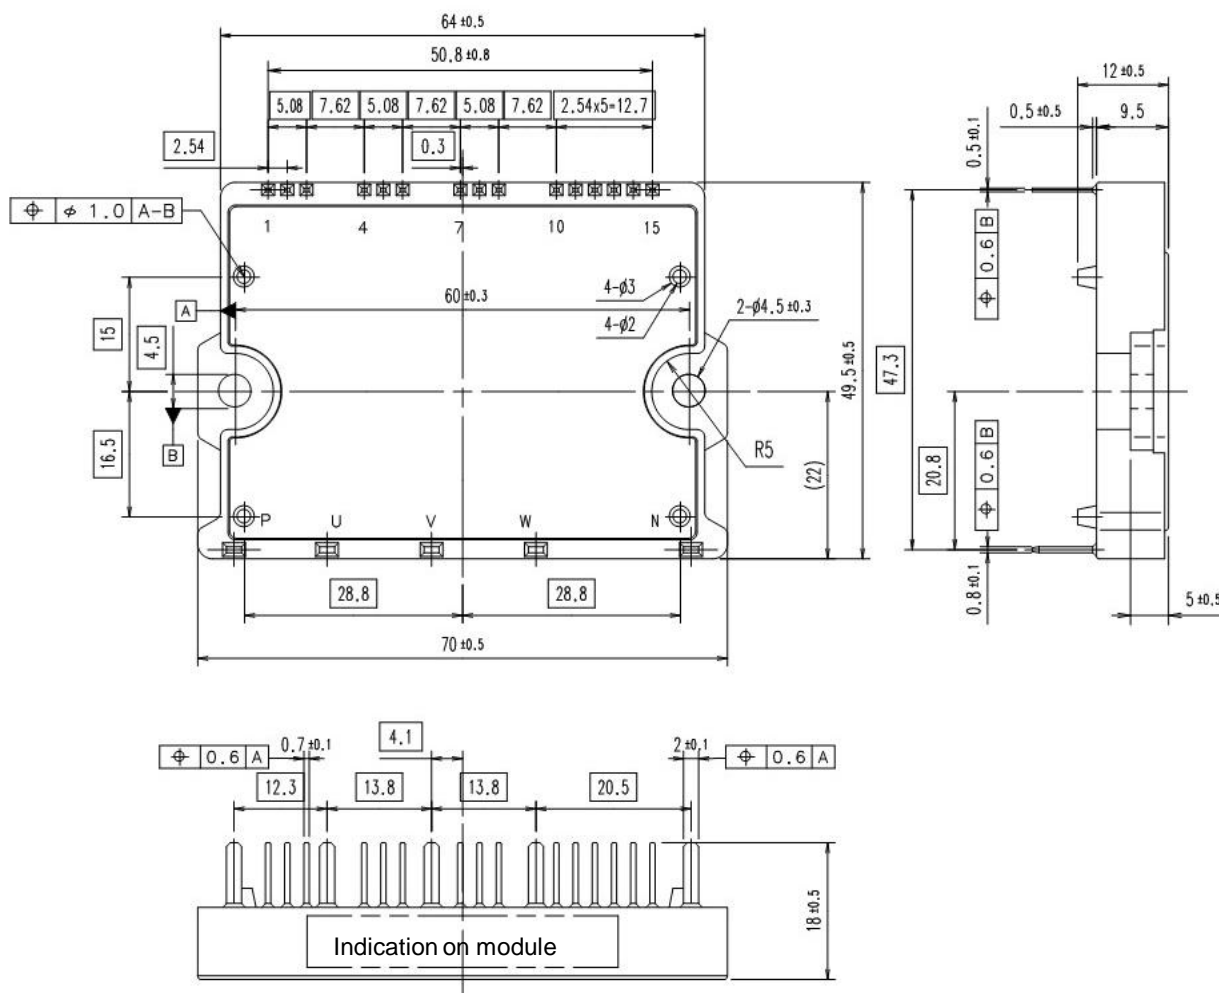 64 ±0.5
50.8 ±0.8
12 ±0.5
5.08 7.62 5.08 7.62 5.08 7.62 2.54x5=12.7
0.5 ±0.5 9.5
0.5 ±0.1
2.54 0.3
⌖ ϕ 1.0 A-B
1 4 7 10 15
⌖ 0.6 B
4-ϕ3
A 60 ±0.3 2-ϕ4.5 ±0.3
4-ϕ2
15 4.5
49.5 ±0.5 47.3
B
R5
16.5 (22) 20.8
⌖ 0.6 B
P U V W N
28.8 28.8
0.8 ±0.1
5 ±0.5
70 ±0.5
⌖ 0.6 A 0.7 ±0.1 4.1 2 ±0.1 ⌖ 0.6 A
12.3 13.8 13.8 20.5
18 ±0.5
Indication on module